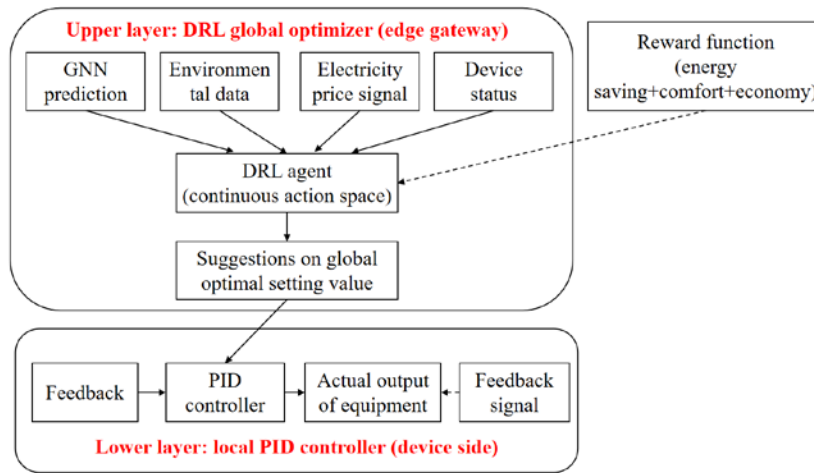 Upper layer: DRL global optimizer (edge gateway)
GNN
prediction
Environmen
tal data
Electricity
price signal
Device
status
Reward function
(energy
saving+comfort+economy)
DRL agent
(continuous action space)
Suggestions on global
optimal setting value
Feedback
PID
controller
Actual output
of equipment
Feedback
signal
Lower layer: local PID controller (device side)